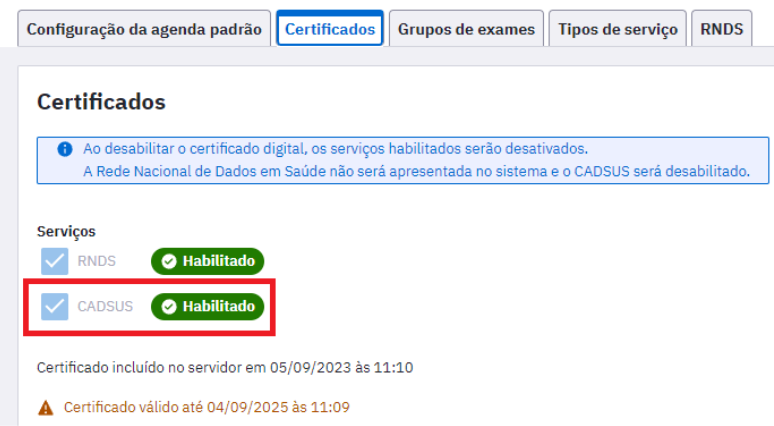 Configuração da agenda padrão Certificados Grupos de exames Tipos de serviço RNDS
Certificados
Ao desabilitar o certificado digital, os serviços habilitados serão desativados.
A Rede Nacional de Dados em Saúde não será apresentada no sistema e o CADSUS será desabilitado.
Serviços
RNDS Habilitado
CADSUS Habilitado
Certificado incluído no servidor em 05/09/2023 às 11:10
Certificado válido até 04/09/2025 às 11:09